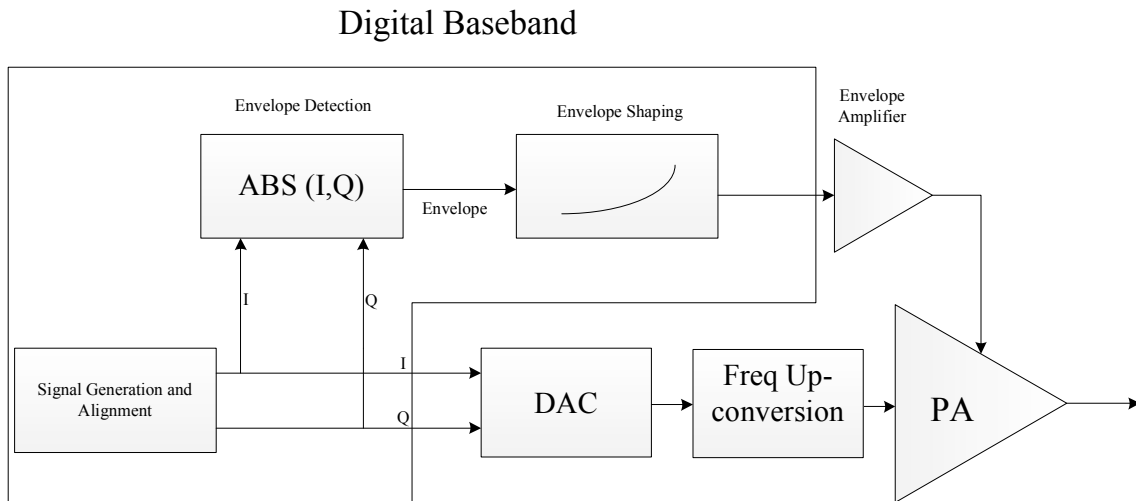 Digital Baseband
Envelope Detection
Envelope Shaping
Envelope
Amplifier
ABS (I,Q)
Envelope
I
Q
Signal Generation and
Alignment
I
Q
DAC
Freq Up-
conversion
PA